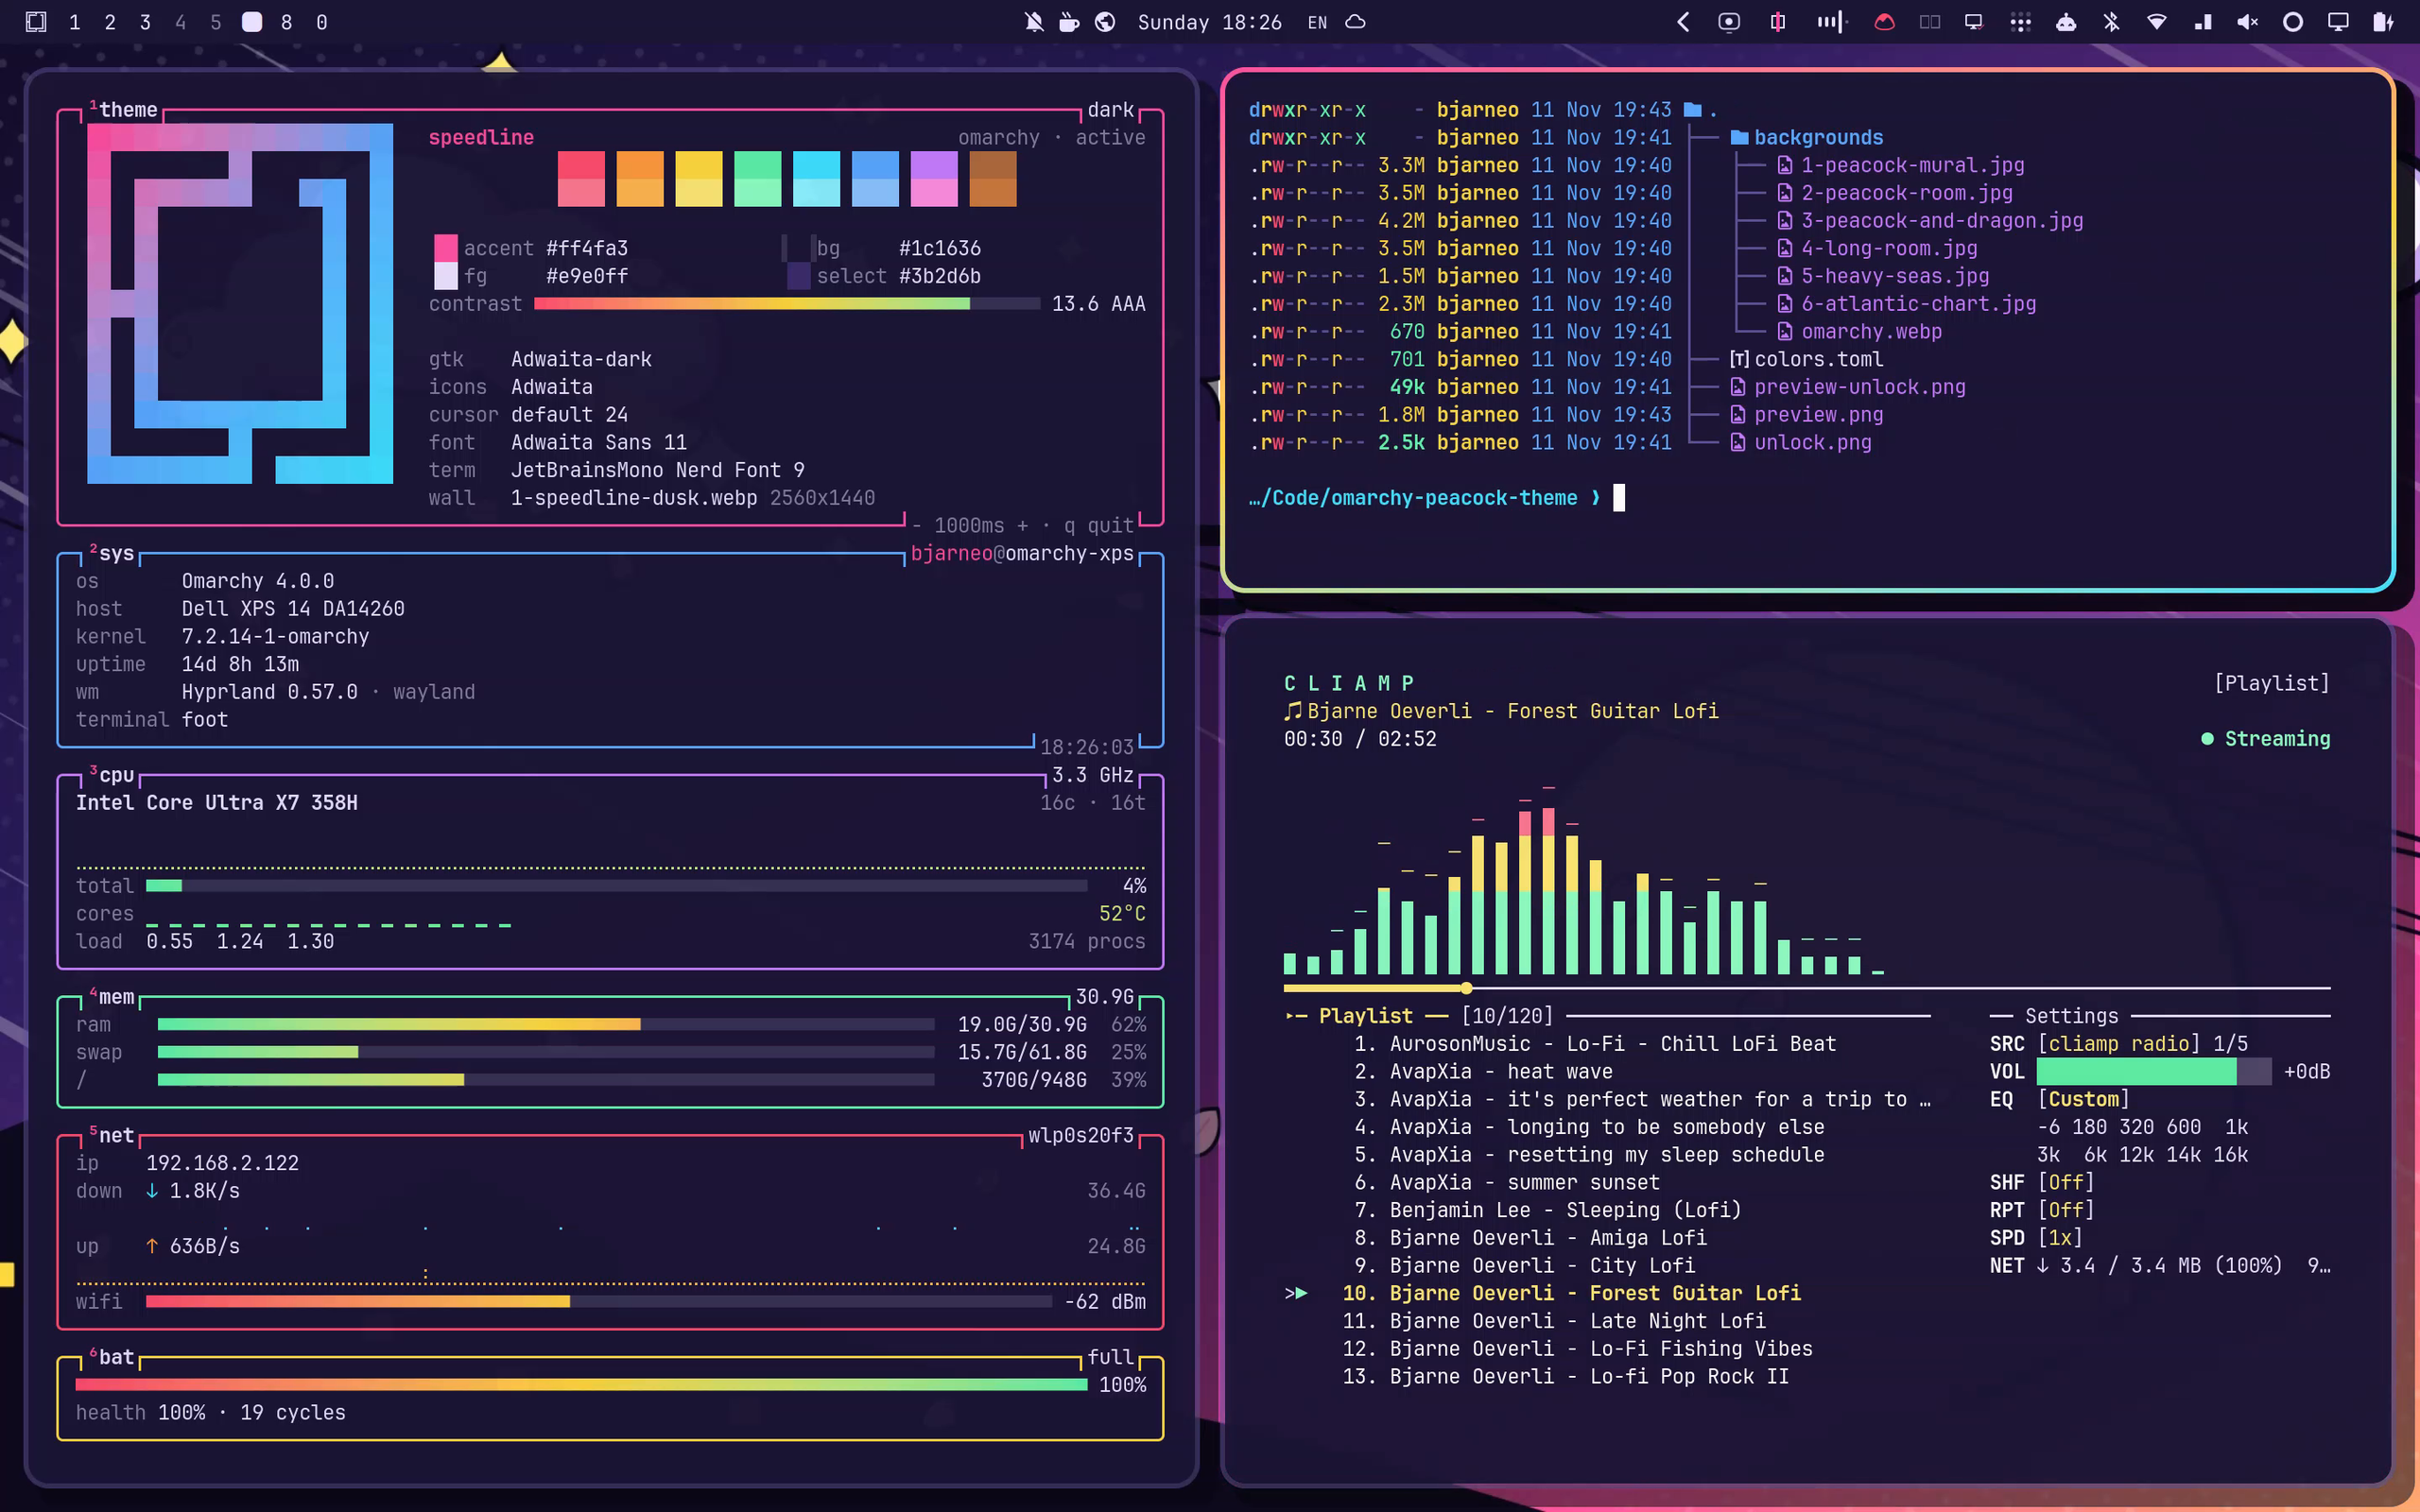 1 2 3 4 5 8 0 Sunday 18:26 EN
1theme dark
speedline omarchy · active
accent #ff4fa3 bg #1c1636
fg #e9e0ff select #3b2d6b
contrast 13.6 AAA
gtk Adwaita-dark
icons Adwaita
cursor default 24
font Adwaita Sans 11
term JetBrainsMono Nerd Font 9
wall 1-speedline-dusk.webp 2560x1440
- 1000ms + · q quit
2sys bjarneo@omarchy-xps
os Omarchy 4.0.0
host Dell XPS 14 DA14260
kernel 7.2.14-1-omarchy
uptime 14d 8h 13m
wm Hyprland 0.57.0 · wayland
terminal foot
18:26:03
3cpu 3.3 GHz
Intel Core Ultra X7 358H 16c · 16t
total 4%
cores 52°C
load 0.55 1.24 1.30 3174 procs
4mem 30.9G
ram 19.0G/30.9G 62%
swap 15.7G/61.8G 25%
/ 370G/948G 39%
5net wlp0s20f3
ip 192.168.2.122
down ↓ 1.8K/s 36.4G
up ↑ 636B/s 24.8G
wifi -62 dBm
6bat full
100%
health 100% · 19 cycles
drwxr-xr-x - bjarneo 11 Nov 19:43 .
drwxr-xr-x - bjarneo 11 Nov 19:41 backgrounds
.rw-r--r-- 3.3M bjarneo 11 Nov 19:40 1-peacock-mural.jpg
.rw-r--r-- 3.5M bjarneo 11 Nov 19:40 2-peacock-room.jpg
.rw-r--r-- 4.2M bjarneo 11 Nov 19:40 3-peacock-and-dragon.jpg
.rw-r--r-- 3.5M bjarneo 11 Nov 19:40 4-long-room.jpg
.rw-r--r-- 1.5M bjarneo 11 Nov 19:40 5-heavy-seas.jpg
.rw-r--r-- 2.3M bjarneo 11 Nov 19:40 6-atlantic-chart.jpg
.rw-r--r-- 670 bjarneo 11 Nov 19:41 omarchy.webp
.rw-r--r-- 701 bjarneo 11 Nov 19:40 [T] colors.toml
.rw-r--r-- 49k bjarneo 11 Nov 19:41 preview-unlock.png
.rw-r--r-- 1.8M bjarneo 11 Nov 19:43 preview.png
.rw-r--r-- 2.5k bjarneo 11 Nov 19:41 unlock.png
…/Code/omarchy-peacock-theme ❯
C L I A M P [Playlist]
♫ Bjarne Oeverli - Forest Guitar Lofi
00:30 / 02:52 ● Streaming
Playlist [10/120]
1. AurosonMusic - Lo-Fi - Chill LoFi Beat
2. AvapXia - heat wave
3. AvapXia - it's perfect weather for a trip to …
4. AvapXia - longing to be somebody else
5. AvapXia - resetting my sleep schedule
6. AvapXia - summer sunset
7. Benjamin Lee - Sleeping (Lofi)
8. Bjarne Oeverli - Amiga Lofi
9. Bjarne Oeverli - City Lofi
>▶ 10. Bjarne Oeverli - Forest Guitar Lofi
11. Bjarne Oeverli - Late Night Lofi
12. Bjarne Oeverli - Lo-Fi Fishing Vibes
13. Bjarne Oeverli - Lo-fi Pop Rock II
Settings
SRC [cliamp radio] 1/5
VOL +0dB
EQ [Custom]
-6 180 320 600 1k
3k 6k 12k 14k 16k
SHF [Off]
RPT [Off]
SPD [1x]
NET ↓ 3.4 / 3.4 MB (100%) 9…